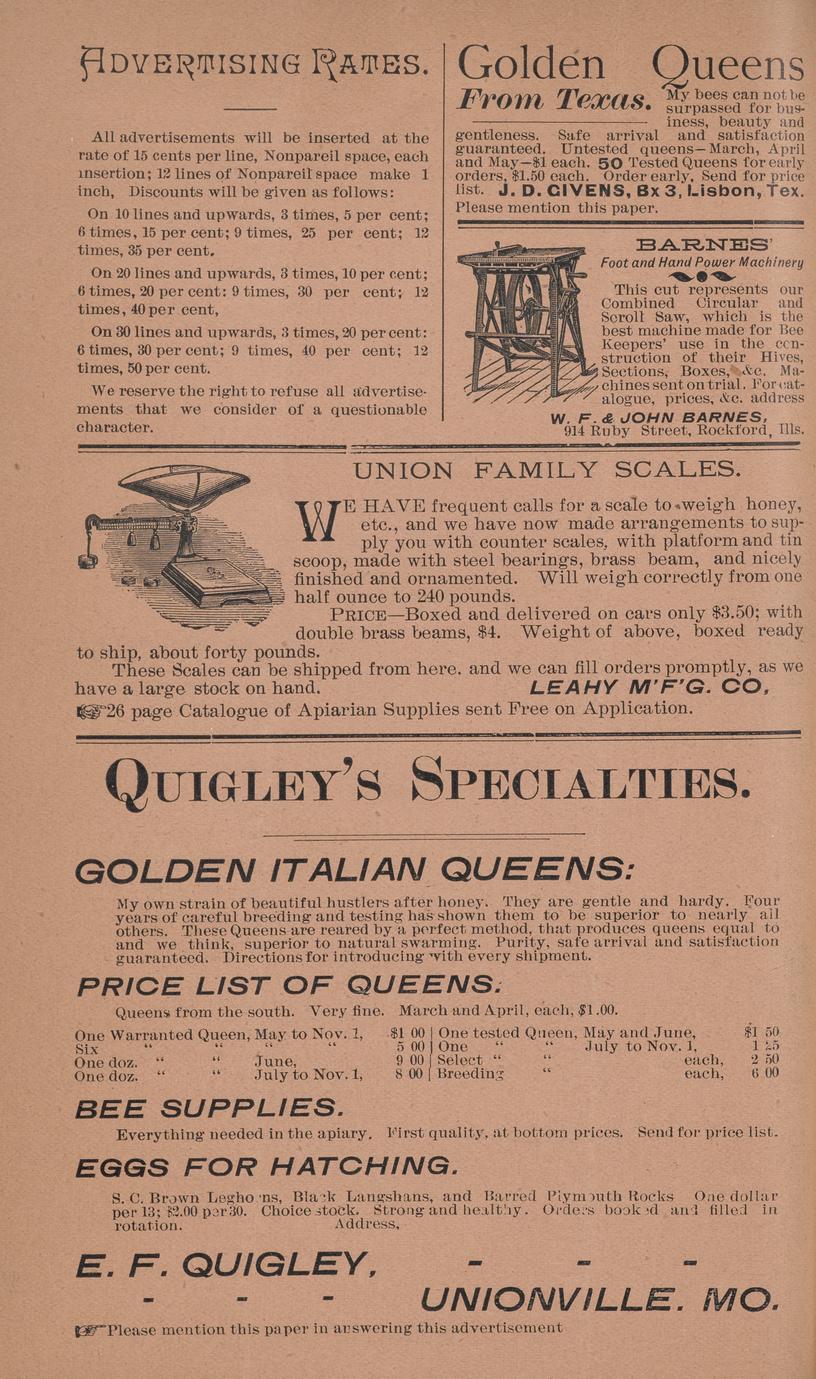 ADVERTISING RATES.
All advertisements will be inserted at the
rate of 15 cents per line, Nonpareil space, each
insertion; 12 lines of Nonpareil space make 1
inch, Discounts will be given as follows:
On 10 lines and upwards, 3 times, 5 per cent;
6 times, 15 per cent; 9 times, 25 per cent; 12
times, 35 per cent.
On 20 lines and upwards, 3 times, 10 per cent;
6 times, 20 per cent: 9 times, 30 per cent; 12
times, 40 per cent,
On 30 lines and upwards, 3 times, 20 per cent:
6 times, 30 per cent; 9 times, 40 per cent; 12
times, 50 per cent.
We reserve the right to refuse all advertise-
ments that we consider of a questionable
character.
Golden Queens
From Texas. My bees can not be
surpassed for bus-
iness, beauty and
gentleness. Safe arrival and satisfaction
guaranteed. Untested queens—March, April
and May—$1 each. 50 Tested Queens for early
orders, $1.50 each. Order early, Send for price
list. J. D. GIVENS, Bx 3, Lisbon, Tex.
Please mention this paper.
BARNES'
Foot and Hand Power Machinery
This cut represents our
Combined Circular and
Scroll Saw, which is the
best machine made for Bee
Keepers' use in the con-
struction of their Hives,
Sections, Boxes, &c. Ma-
chines sent on trial. For cat-
alogue, prices, &c. address
W. F. & JOHN BARNES,
914 Ruby Street, Rockford, Ills.
UNION FAMILY SCALES.
WE HAVE frequent calls for a scale to weigh honey,
etc., and we have now made arrangements to sup-
ply you with counter scales, with platform and tin
scoop, made with steel bearings, brass beam, and nicely
finished and ornamented. Will weigh correctly from one
half ounce to 240 pounds.
PRICE—Boxed and delivered on cars only $3.50; with
double brass beams, $4. Weight of above, boxed ready
to ship, about forty pounds.
These Scales can be shipped from here. and we can fill orders promptly, as we
have a large stock on hand. LEAHY M'F'G. CO,
☞26 page Catalogue of Apiarian Supplies sent Free on Application.
QUIGLEY'S SPECIALTIES.
GOLDEN ITALIAN QUEENS:
My own strain of beautiful hustlers after honey. They are gentle and hardy. Four
years of careful breeding and testing has shown them to be superior to nearly all
others. These Queens are reared by a perfect method, that produces queens equal to
and we think, superior to natural swarming. Purity, safe arrival and satisfaction
guaranteed. Directions for introducing with every shipment.
PRICE LIST OF QUEENS.
Queens from the south. Very fine. March and April, each, $1.00.
One Warranted Queen, May to Nov. 1, $1 00 | One tested Queen, May and June, $1 50
Six " " " " 5 00 | One " " July to Nov. 1, 1 25
One doz. " " June, 9 00 | Select " " each, 2 50
One doz. " " July to Nov. 1, 8 00 | Breeding " each, 6 00
BEE SUPPLIES.
Everything needed in the apiary. First quality, at bottom prices. Send for price list.
EGGS FOR HATCHING.
S. C. Brown Leghorns, Black Langshans, and Barred Plymouth Rocks One dollar
per 13; $2.00 per 30. Choice stock. Strong and healthy. Orders booked and filled in
rotation. Address,
E. F. QUIGLEY, - - -
- - - UNIONVILLE. MO.
☞Please mention this paper in answering this advertisement